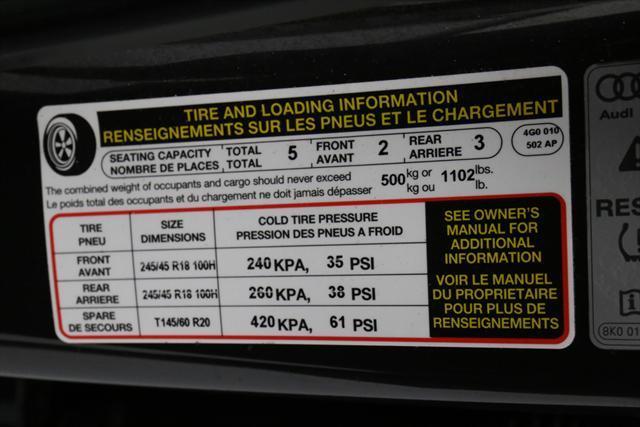 TIRE AND LOADING INFORMATION
RENSEIGNEMENTS SUR LES PNEUS ET LE CHARGEMENT
SEATING CAPACITY TOTAL 5 FRONT 2 REAR 3
NOMBRE DE PLACES, TOTAL AVANT ARRIERE
4G0 010
502 AP
The combined weight of occupants and cargo should never exceed 500 kg or 1102 lbs.
Le poids total des occupants et du chargement ne doit jamais dépasser kg ou lb.
TIRE SIZE COLD TIRE PRESSURE
PNEU DIMENSIONS PRESSION DES PNEUS A FROID
FRONT
AVANT 245/45 R18 100H 240 KPA, 35 PSI
REAR
ARRIERE 245/45 R18 100H 260 KPA, 38 PSI
SPARE
DE SECOURS T145/60 R20 420 KPA, 61 PSI
SEE OWNER'S
MANUAL FOR
ADDITIONAL
INFORMATION
VOIR LE MANUEL
DU PROPRIETAIRE
POUR PLUS DE
RENSEIGNEMENTS
Audi
RES
8K0 01